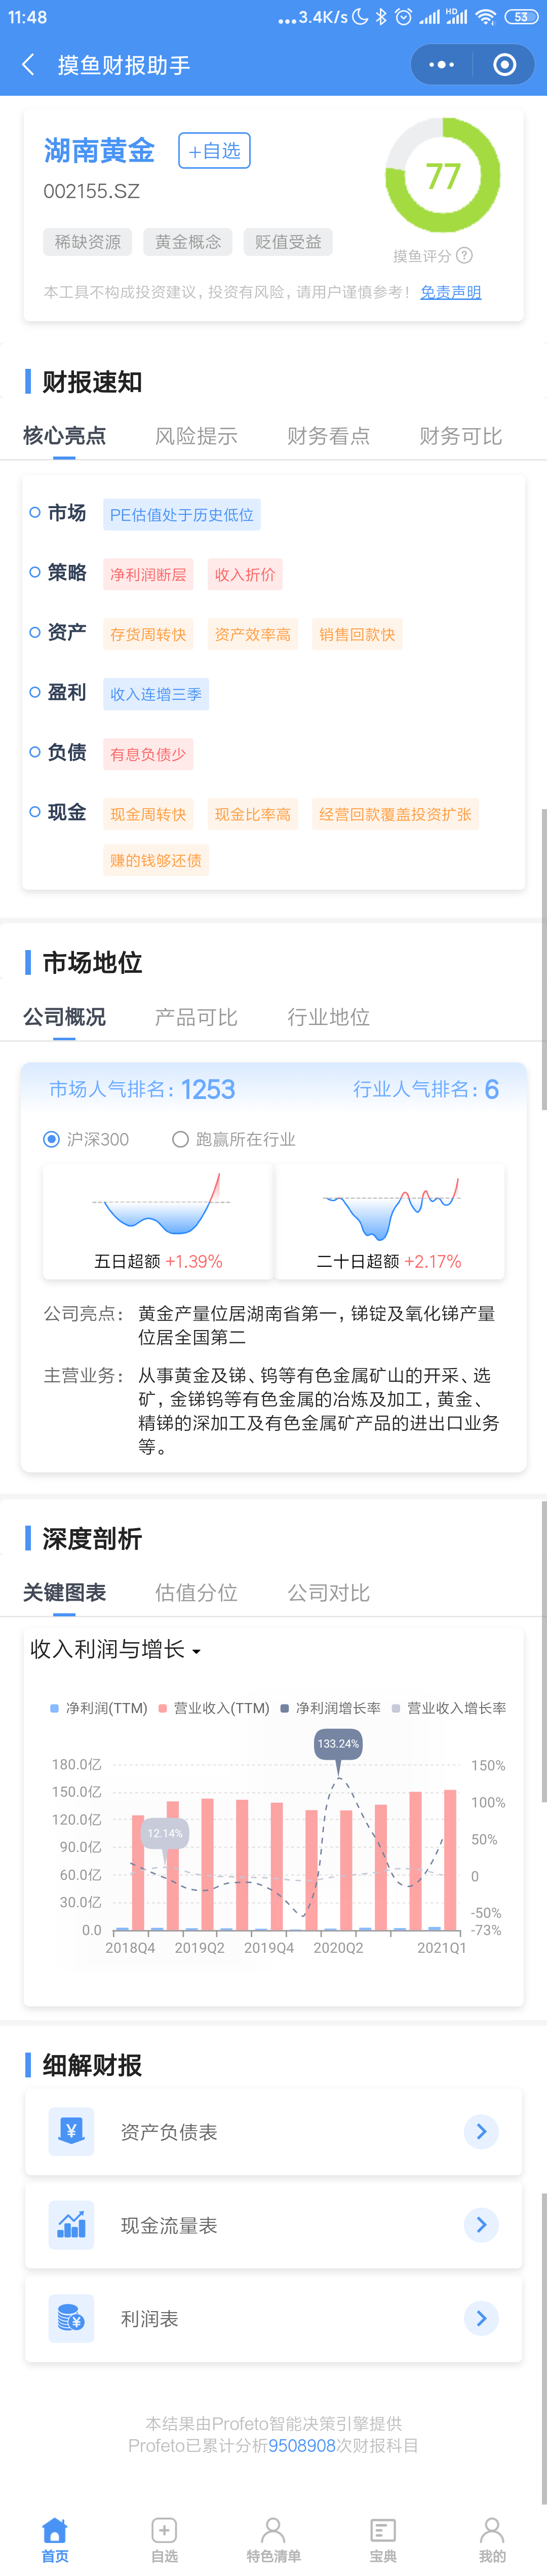 11:48
...3.4K/s
HD
53
摸鱼财报助手
湖南黄金
+自选
002155.SZ
77
稀缺资源
黄金概念
贬值受益
摸鱼评分
?
本工具不构成投资建议，投资有风险，请用户谨慎参考！ 免责声明
财报速知
核心亮点
风险提示
财务看点
财务可比
市场
PE估值处于历史低位
策略
净利润断层
收入折价
资产
存货周转快
资产效率高
销售回款快
盈利
收入连增三季
负债
有息负债少
现金
现金周转快
现金比率高
经营回款覆盖投资扩张
赚的钱够还债
市场地位
公司概况
产品可比
行业地位
市场人气排名：1253
行业人气排名：6
沪深300
跑赢所在行业
五日超额 +1.39%
二十日超额 +2.17%
公司亮点：
黄金产量位居湖南省第一，锑锭及氧化锑产量
位居全国第二
主营业务：
从事黄金及锑、钨等有色金属矿山的开采、选
矿，金锑钨等有色金属的冶炼及加工，黄金、
精锑的深加工及有色金属矿产品的进出口业务
等。
深度剖析
关键图表
估值分位
公司对比
收入利润与增长
净利润(TTM)
营业收入(TTM)
净利润增长率
营业收入增长率
133.24%
12.14%
180.0亿
150.0亿
120.0亿
90.0亿
60.0亿
30.0亿
0.0
150%
100%
50%
0
-50%
-73%
2018Q4
2019Q2
2019Q4
2020Q2
2021Q1
细解财报
¥
资产负债表
现金流量表
¥
利润表
本结果由Profeto智能决策引擎提供
Profeto已累计分析9508908次财报科目
首页
自选
特色清单
宝典
我的